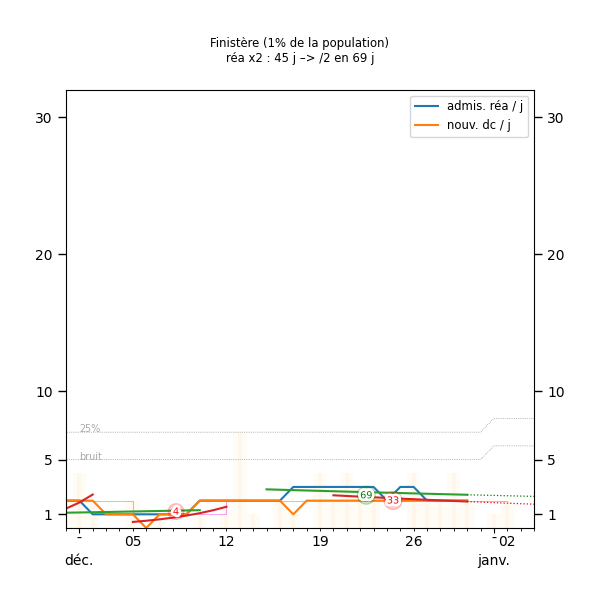 Finistère (1% de la population)
réa x2 : 45 j –> /2 en 69 j
admis. réa / j
nouv. dc / j
30
30
20
20
10
10
25%
bruit
5
5
69
33
4
1
1
- 05 12 19 26 - 02
déc. janv.